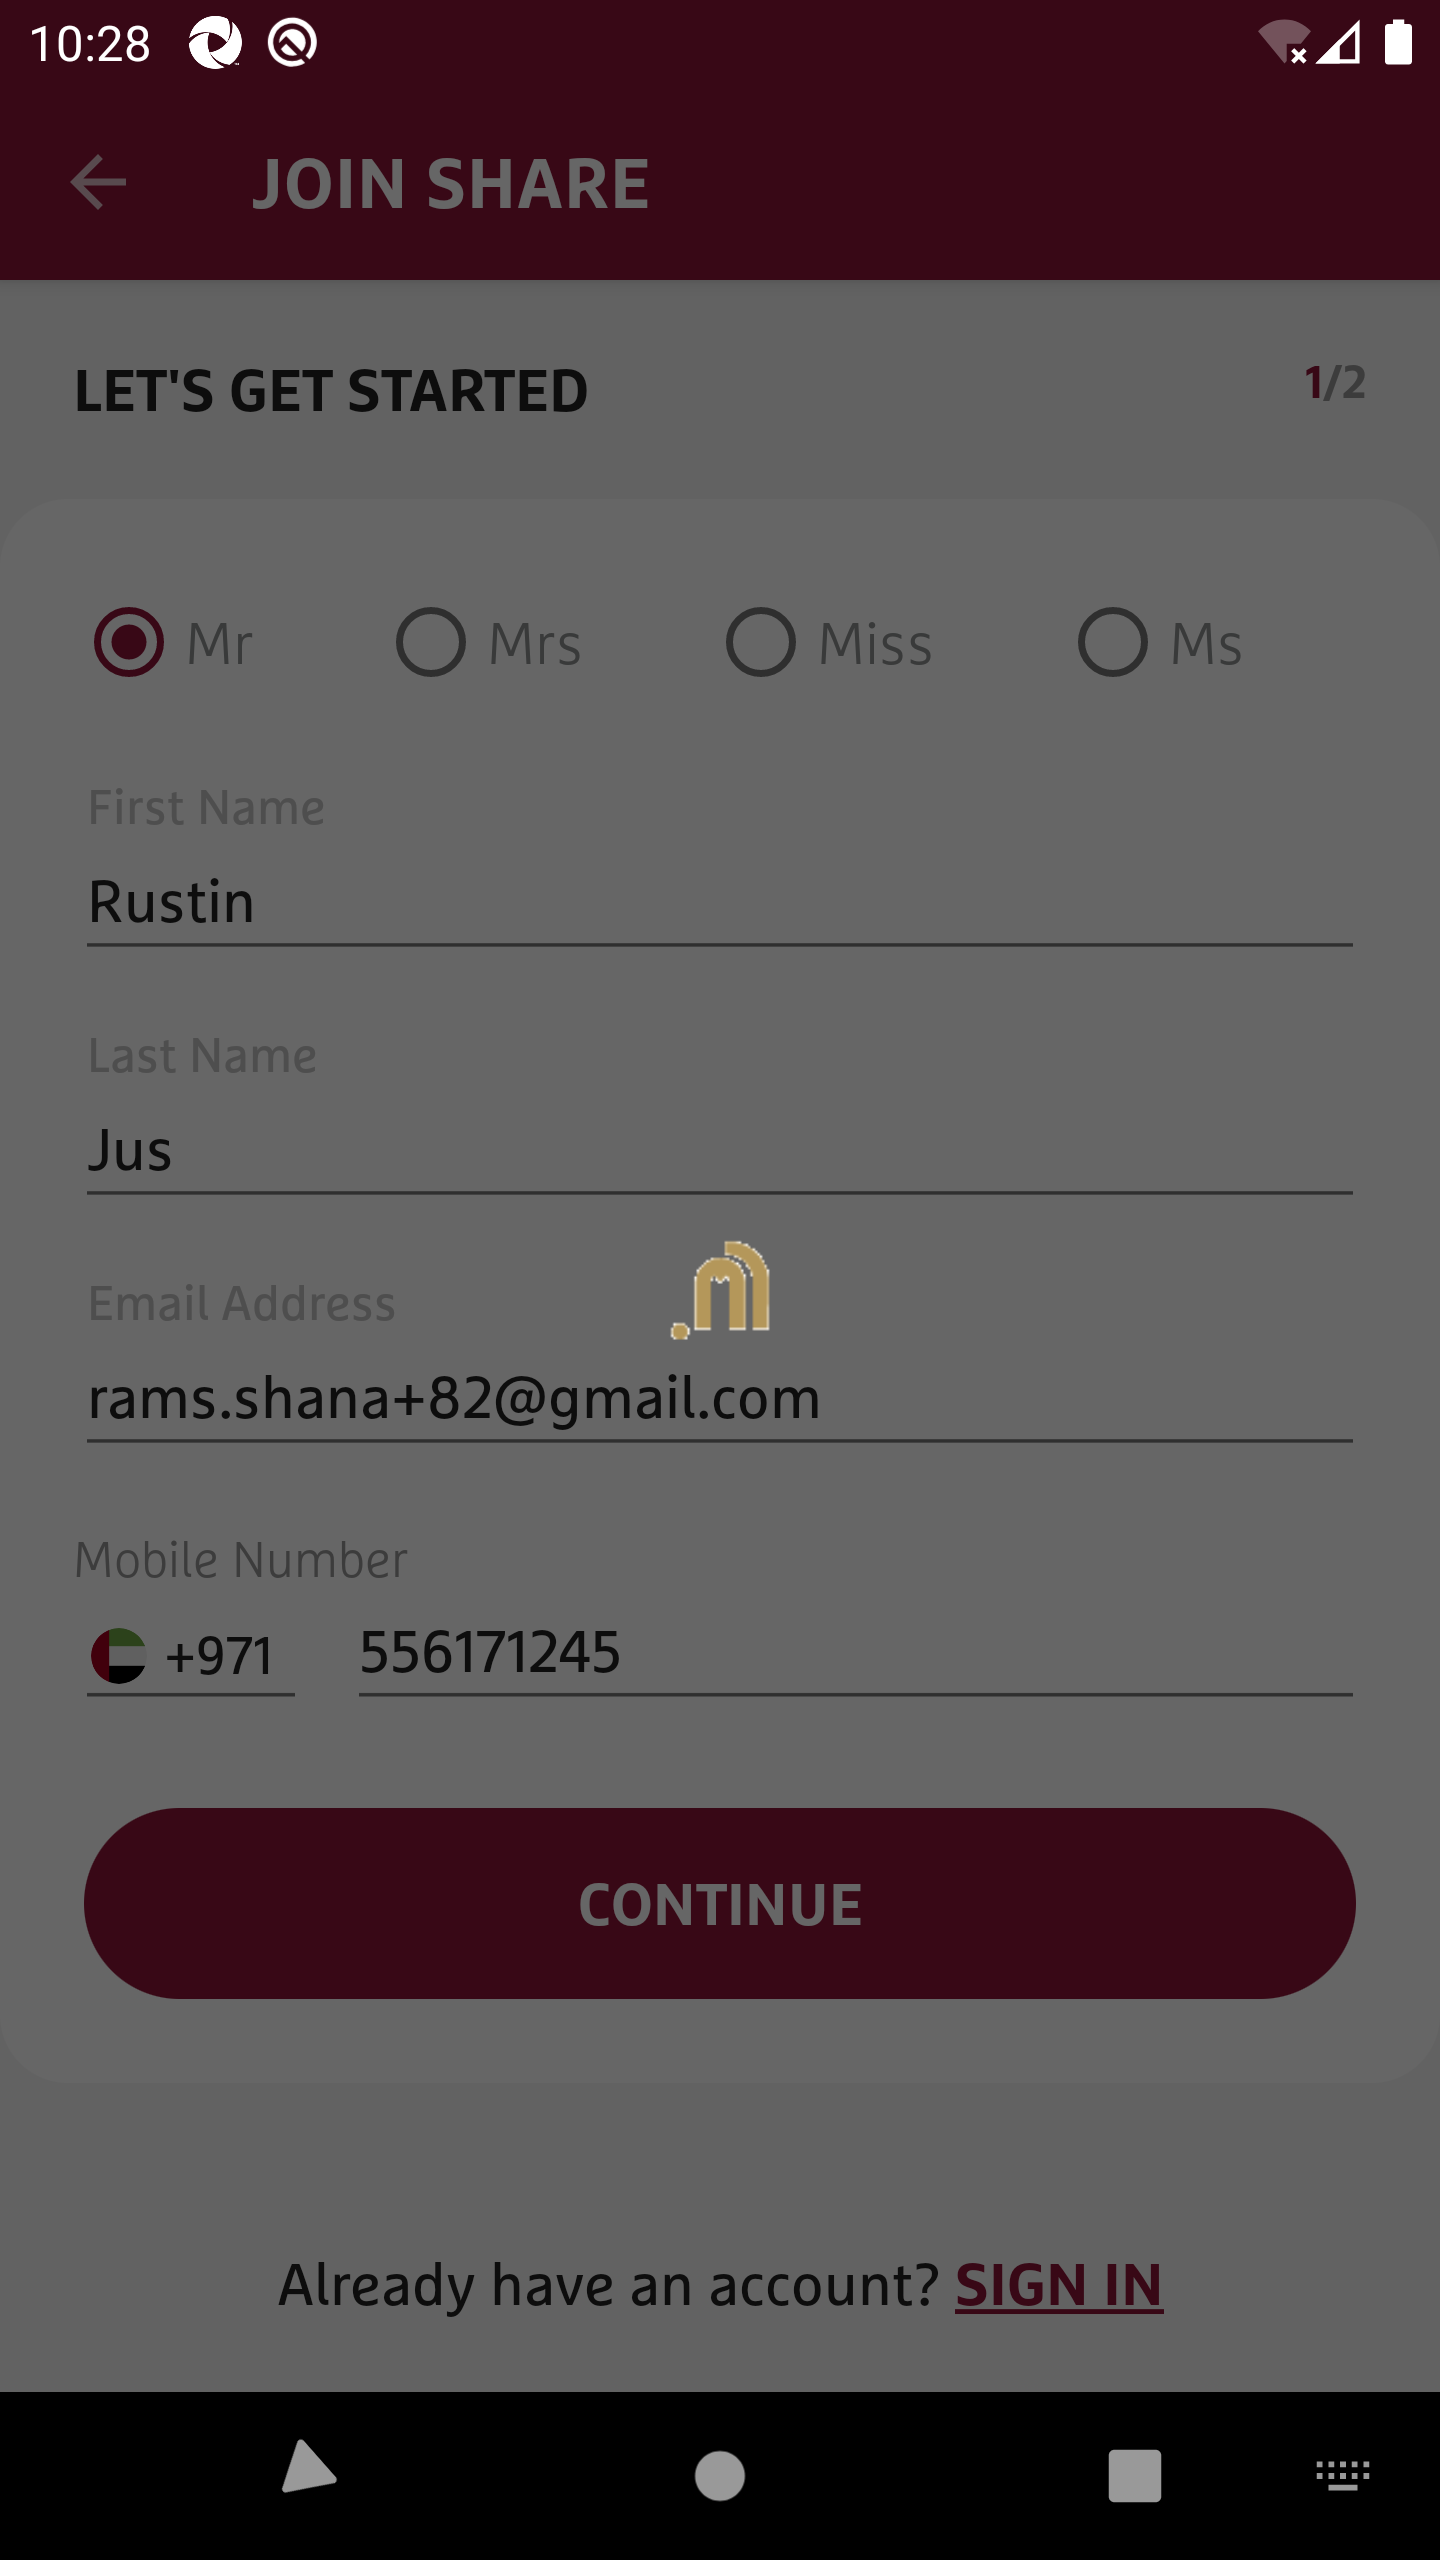 10:28
JOIN SHARE
LET'S GET STARTED
1/2
Mr Mrs Miss Ms
First Name
Rustin
Last Name
Jus
Email Address
rams.shana+82@gmail.com
Mobile Number
+971 556171245
CONTINUE
Already have an account? SIGN IN